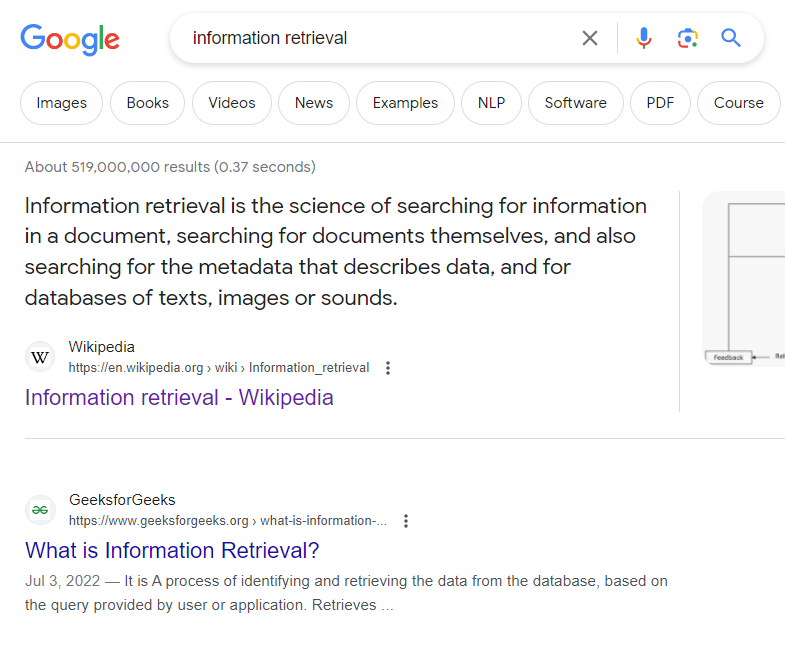 Google
information retrieval
Images Books Videos News Examples NLP Software PDF Course
About 519,000,000 results (0.37 seconds)
Information retrieval is the science of searching for information
in a document, searching for documents themselves, and also
searching for the metadata that describes data, and for
databases of texts, images or sounds.
Feedback
W Wikipedia
https://en.wikipedia.org › wiki › Information_retrieval
Information retrieval - Wikipedia
GeeksforGeeks
https://www.geeksforgeeks.org › what-is-information-...
What is Information Retrieval?
Jul 3, 2022 — It is A process of identifying and retrieving the data from the database, based on
the query provided by user or application. Retrieves ...